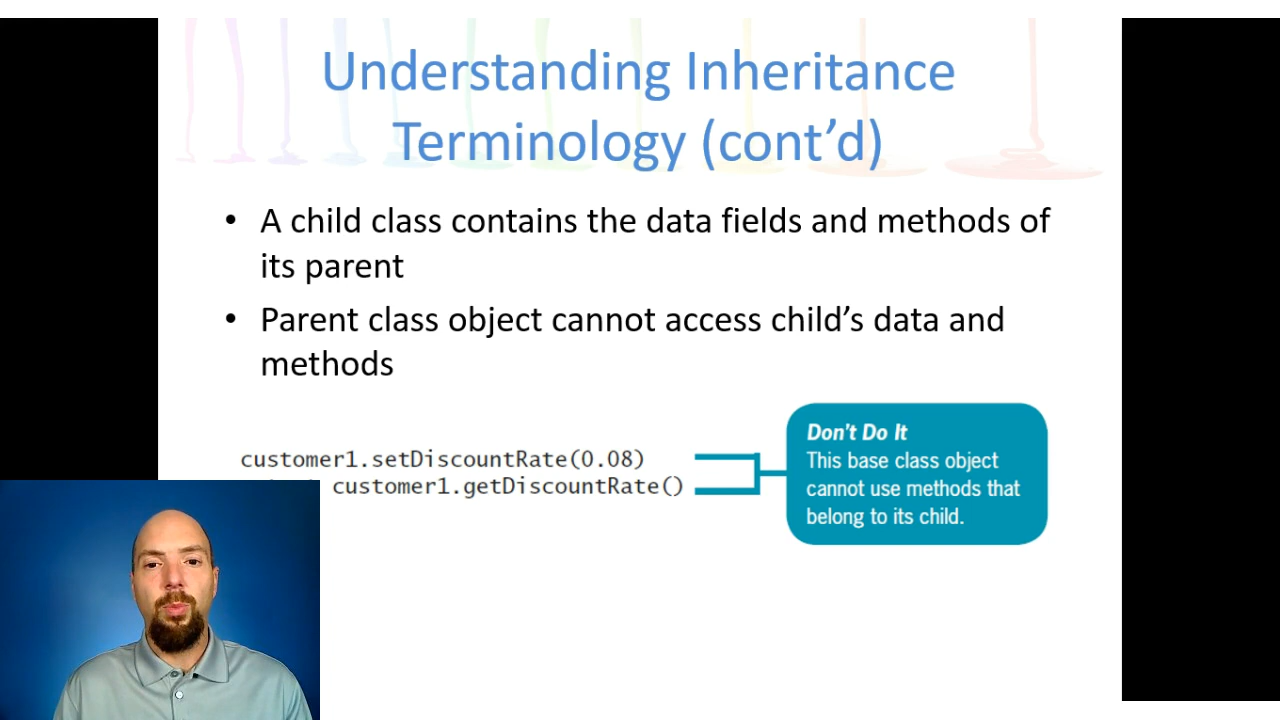 Understanding Inheritance
Terminology (cont’d)
• A child class contains the data fields and methods of
its parent
• Parent class object cannot access child’s data and
methods
customer1.setDiscountRate(0.08)
customer1.getDiscountRate()
Don't Do It
This base class object
cannot use methods that
belong to its child.